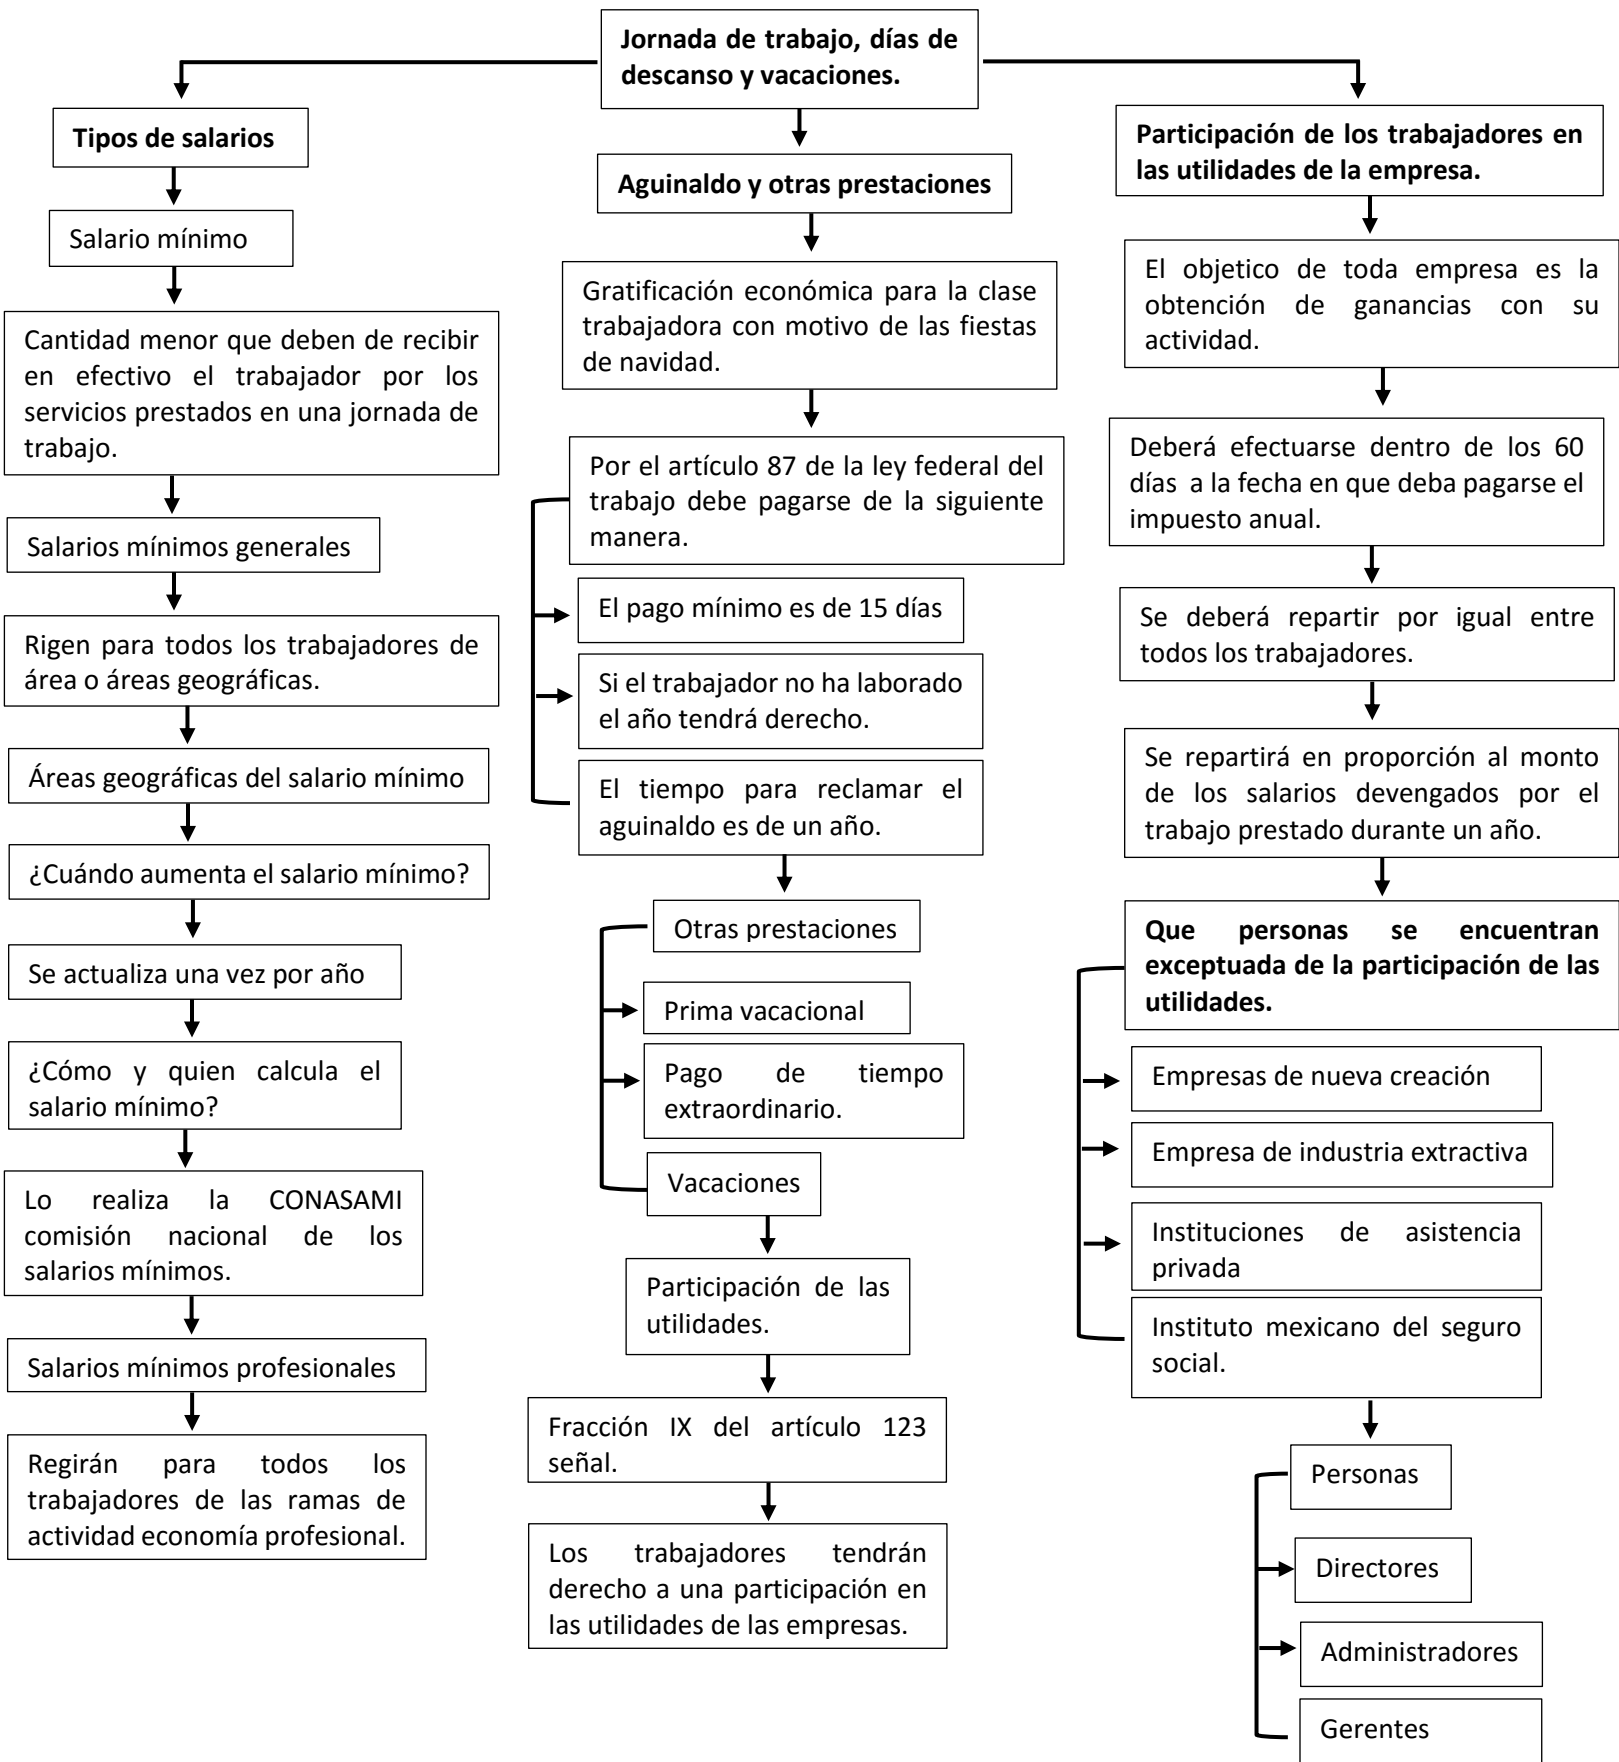 Jornada de trabajo, días de
descanso y vacaciones.
Tipos de salarios
Salario mínimo
Cantidad menor que deben de recibir
en efectivo el trabajador por los
servicios prestados en una jornada de
trabajo.
Salarios mínimos generales
Rigen para todos los trabajadores de
área o áreas geográficas.
Áreas geográficas del salario mínimo
¿Cuándo aumenta el salario mínimo?
Se actualiza una vez por año
¿Cómo y quien calcula el
salario mínimo?
Lo realiza la CONASAMI
comisión nacional de los
salarios mínimos.
Salarios mínimos profesionales
Regirán para todos los
trabajadores de las ramas de
actividad economía profesional.
Aguinaldo y otras prestaciones
Gratificación económica para la clase
trabajadora con motivo de las fiestas
de navidad.
Por el artículo 87 de la ley federal del
trabajo debe pagarse de la siguiente
manera.
El pago mínimo es de 15 días
Si el trabajador no ha laborado
el año tendrá derecho.
El tiempo para reclamar el
aguinaldo es de un año.
Otras prestaciones
Prima vacacional
Pago de tiempo
extraordinario.
Vacaciones
Participación de las
utilidades.
Fracción IX del artículo 123
señal.
Los trabajadores tendrán
derecho a una participación en
las utilidades de las empresas.
Participación de los trabajadores en
las utilidades de la empresa.
El objetico de toda empresa es la
obtención de ganancias con su
actividad.
Deberá efectuarse dentro de los 60
días a la fecha en que deba pagarse el
impuesto anual.
Se deberá repartir por igual entre
todos los trabajadores.
Se repartirá en proporción al monto
de los salarios devengados por el
trabajo prestado durante un año.
Que personas se encuentran
exceptuada de la participación de las
utilidades.
Empresas de nueva creación
Empresa de industria extractiva
Instituciones de asistencia
privada
Instituto mexicano del seguro
social.
Personas
Directores
Administradores
Gerentes